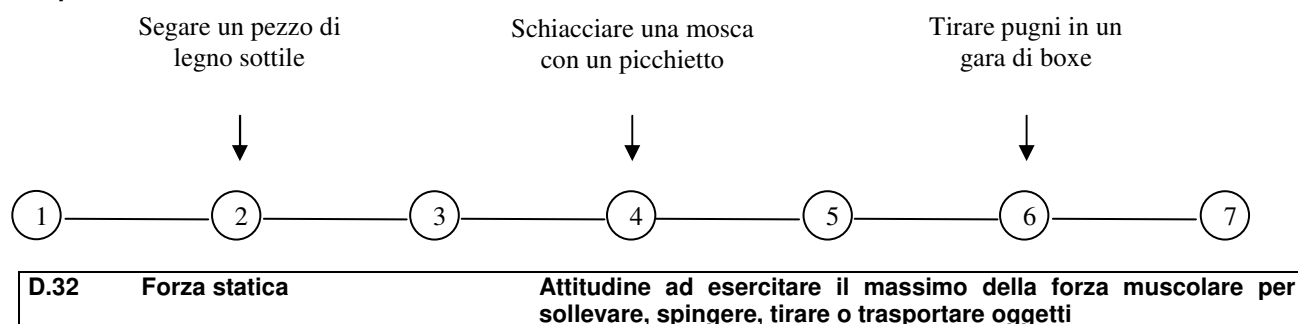 Segare un pezzo di
legno sottile
Schiacciare una mosca
con un picchietto
Tirare pugni in un
gara di boxe
1 2 3 4 5 6 7
D.32 Forza statica Attitudine ad esercitare il massimo della forza muscolare per
sollevare, spingere, tirare o trasportare oggetti